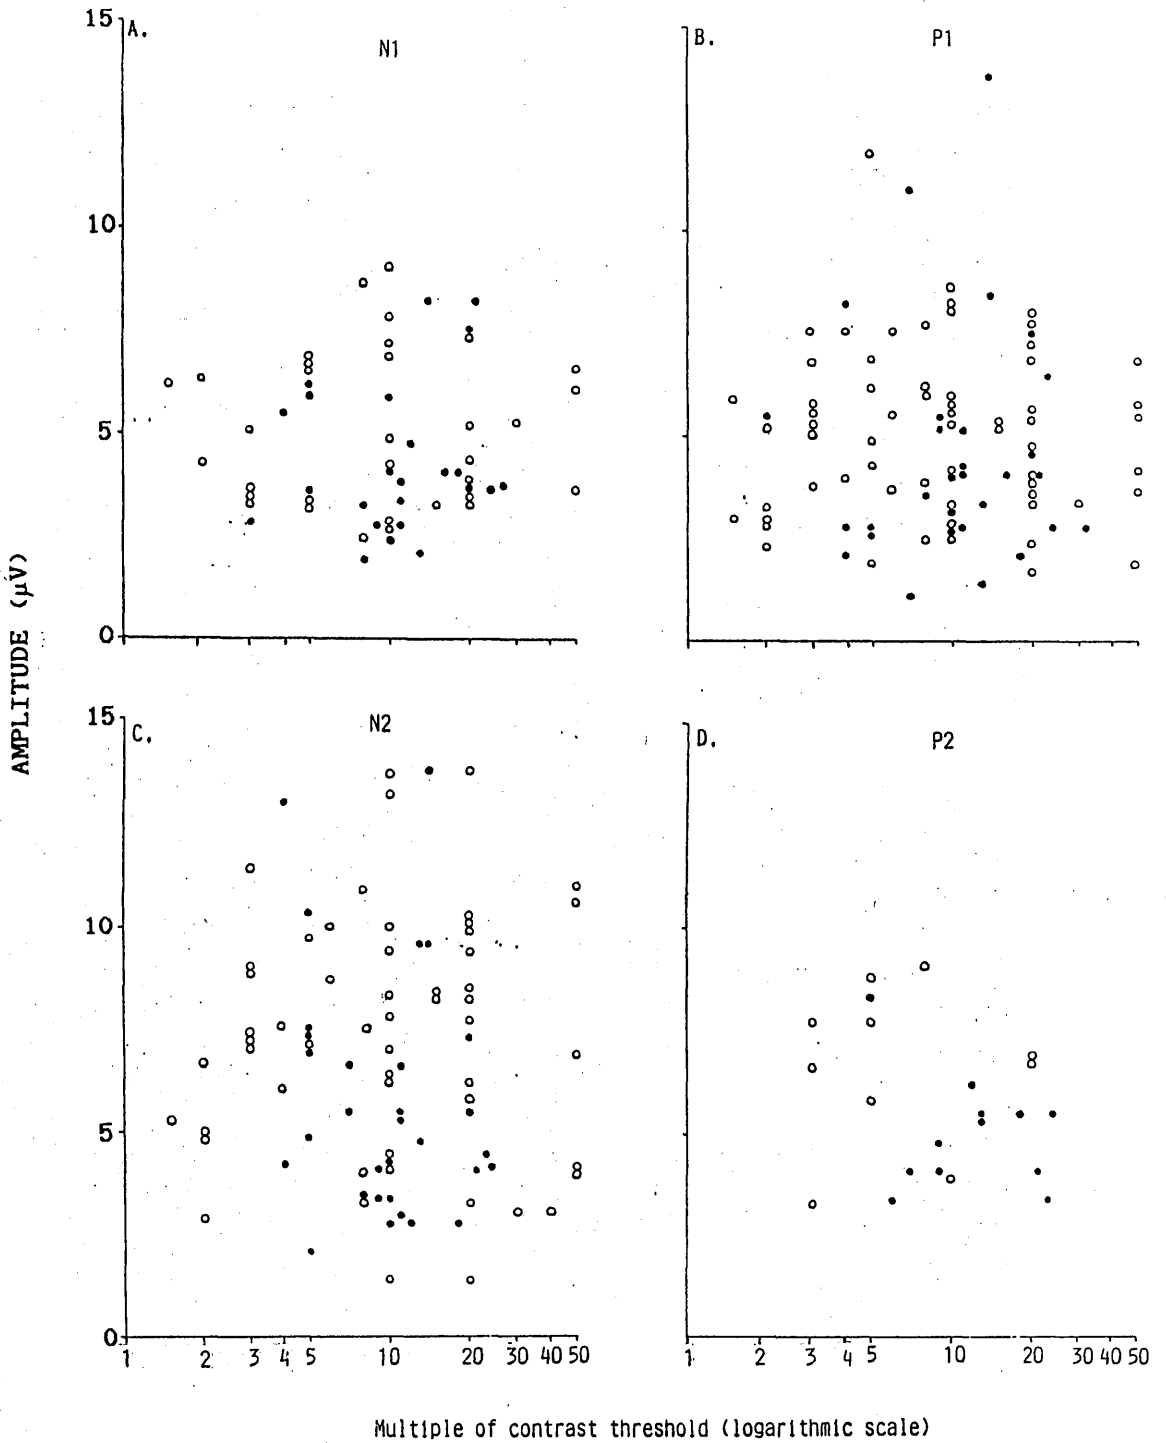 15
A.
N1
B.
P1
10
5
0
AMPLITUDE (µV)
15
C.
N2
D.
P2
10
5
0
1 2 3 4 5 10 20 30 40 50
1 2 3 4 5 10 20 30 40 50
Multiple of contrast threshold (logarithmic scale)